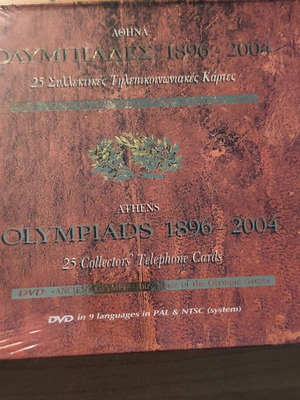 ΑΘΗΝΑ
ΟΛΥΜΠΙΑΔΕΣ 1896 - 2004
25 Συλλεκτικές Τηλεπικοινωνιακές Κάρτες
ATHENS
OLYMPIADS 1896 - 2004
25 Collectors' Telephone Cards
DVD: «ANCIENT OLYMPIA of the Olympic Games»
DVD in 9 languages in PAL & NTSC (system)